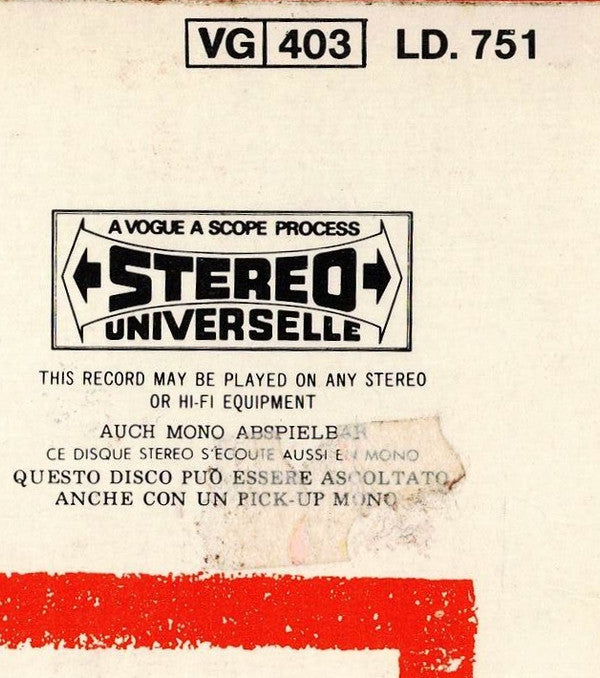 VG 403 LD. 751
A VOGUE A SCOPE PROCESS
STEREO
UNIVERSELLE
THIS RECORD MAY BE PLAYED ON ANY STEREO
OR HI-FI EQUIPMENT
AUCH MONO ABSPIELBAR
CE DISQUE STEREO S'ECOUTE AUSSI EN MONO
QUESTO DISCO PUÒ ESSERE ASCOLTATO
ANCHE CON UN PICK-UP MONO